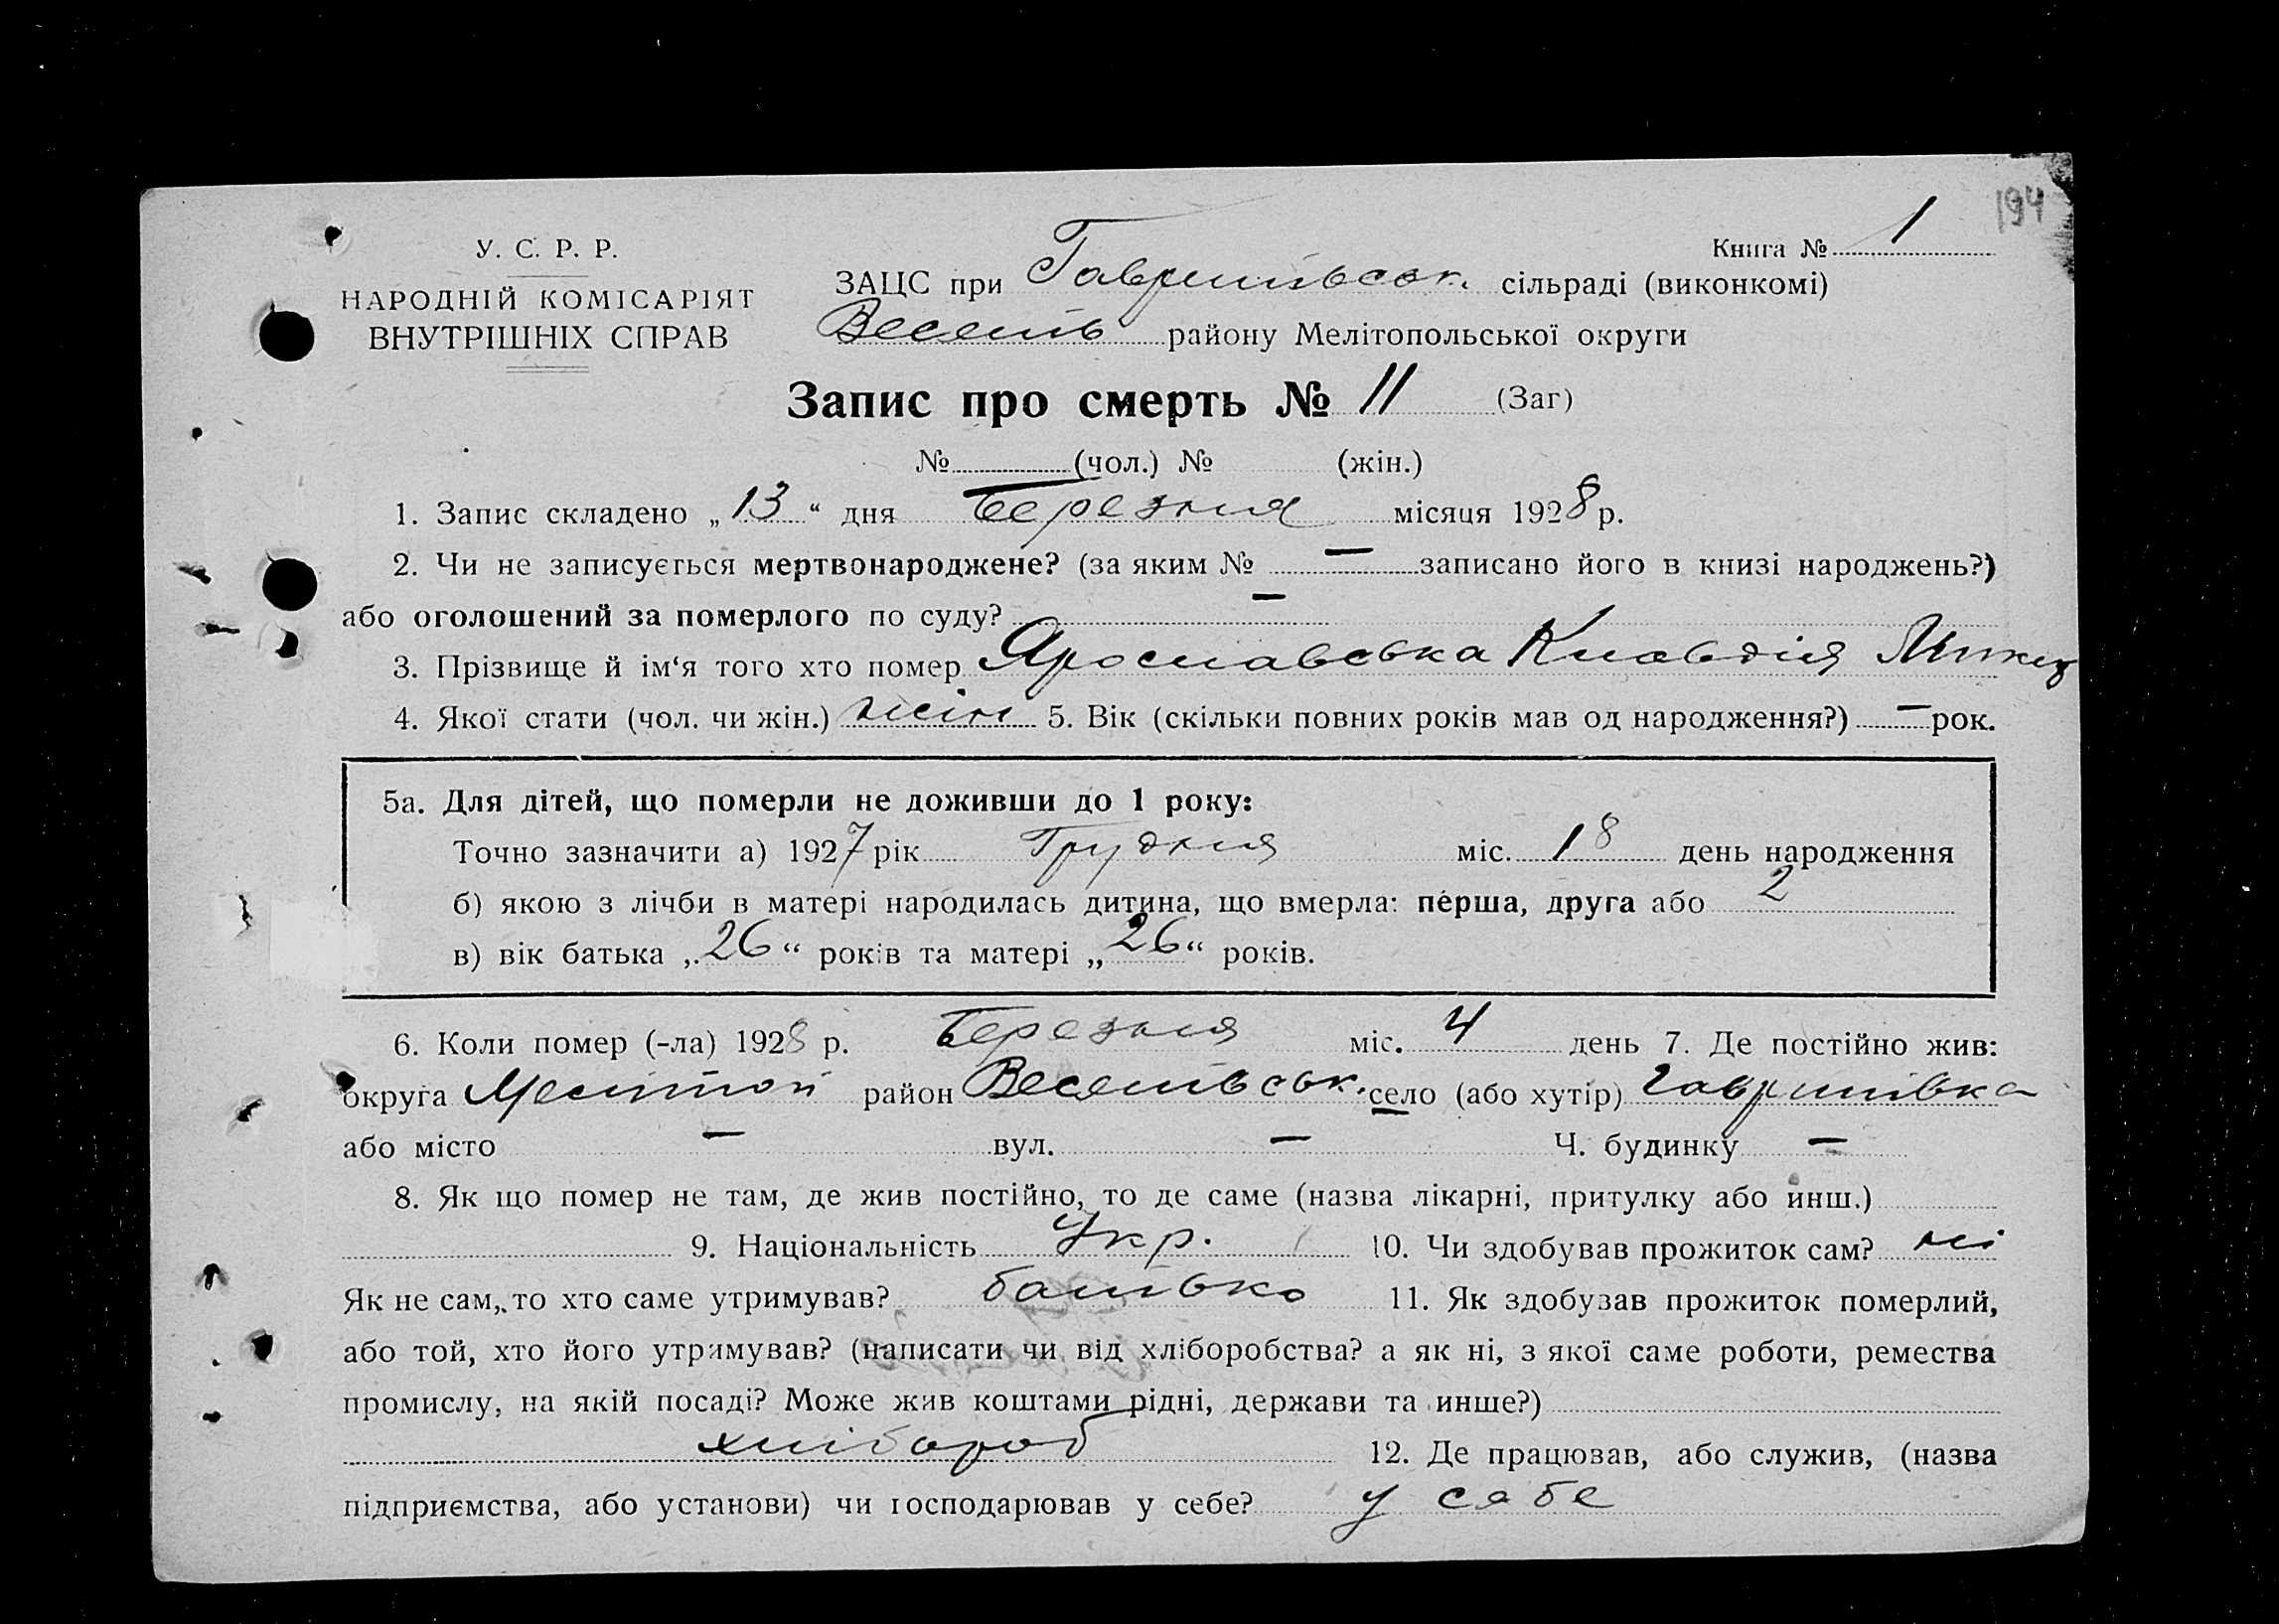 194
Книга № 1
У. С. Р. Р.
НАРОДНІЙ КОМІСАРІЯТ
ВНУТРІШНІХ СПРАВ
ЗАЦС при Гаврилівськ. сільраді (виконкомі)
Веселів району Мелітопольської округи
Запис про смерть № 11 (Заг)
№ (чол.) № (жін.)
1. Запис складено „13“ дня Березня місяця 1928 р.
2. Чи не записується мертвонароджене? (за яким № — записано його в книзі народжень?)
або оголошений за померлого по суду? —
3. Прізвище й ім‘я того хто помер Ярославська Клавдія
4. Якої стати (чол. чи жін.) жін 5. Вік (скільки повних років мав од народження?) — рок.
5а. Для дітей, що померли не доживши до 1 року:
Точно зазначити а) 1927 рік Грудня міс. 18 день народження
б) якою з лічби в матері народилась дитина, що вмерла: перша, друга або 2
в) вік батька „26“ років та матері „26“ років.
6. Коли помер (-ла) 1928 р. Березня міс. 4 день 7. Де постійно жив:
округа Мелітоп район Веселівськ. село (або хутір) Гаврилівка
або місто — вул. — Ч. будинку —
8. Як що помер не там, де жив постійно, то де саме (назва лікарні, притулку або инш.)
9. Національність Укр. 10. Чи здобував прожиток сам? ні
Як не сам, то хто саме утримував? батько 11. Як здобував прожиток померлий,
або той, хто його утримував? (написати чи від хліборобства? а як ні, з якої саме роботи, ремества
промислу, на якій посаді? Може жив коштами рідні, держави та инше?)
хлібороб 12. Де працював, або служив, (назва
підприємства, або установи) чи господарював у себе? у себе